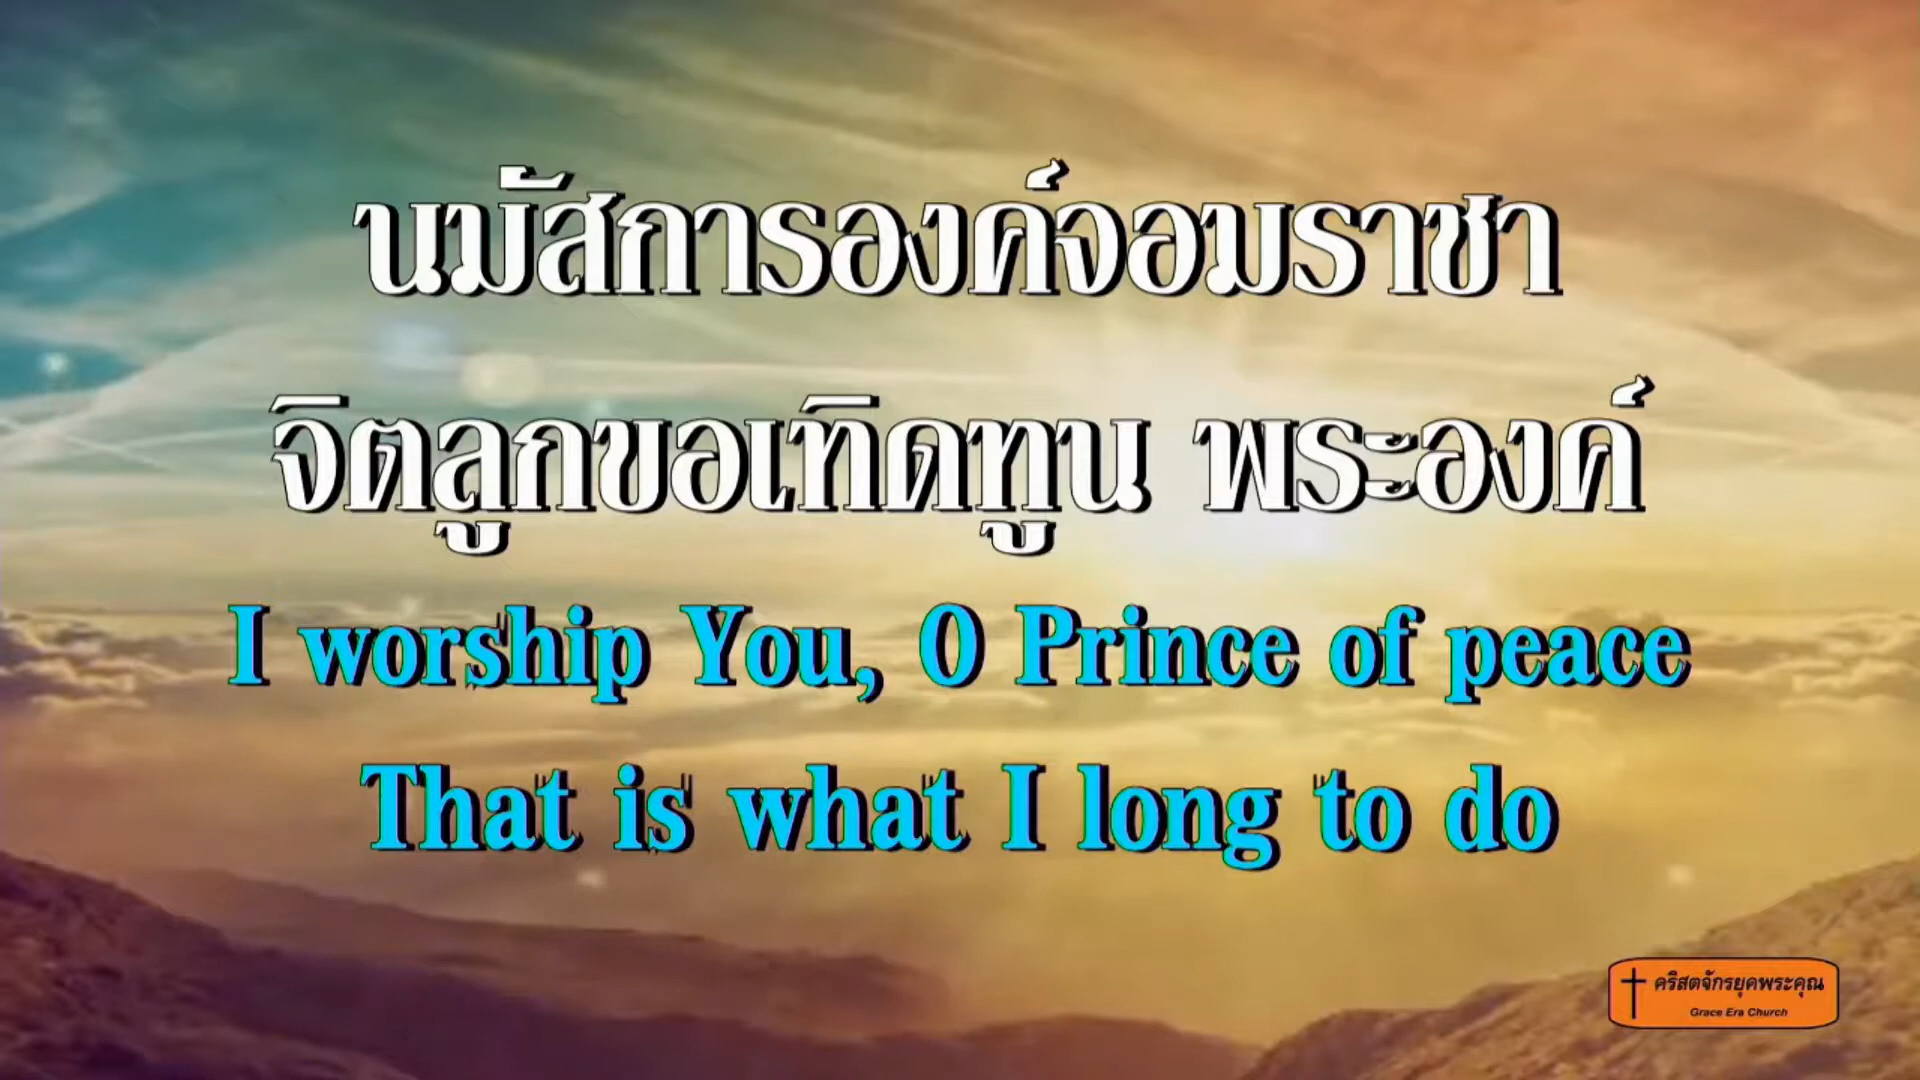 นมัสการองค์จอมราชา
จิตลูกขอเทิดทูน พระองค์
I worship You, O Prince of peace
That is what I long to do
คริสตจักรยุคพระคุณ
Grace Era Church